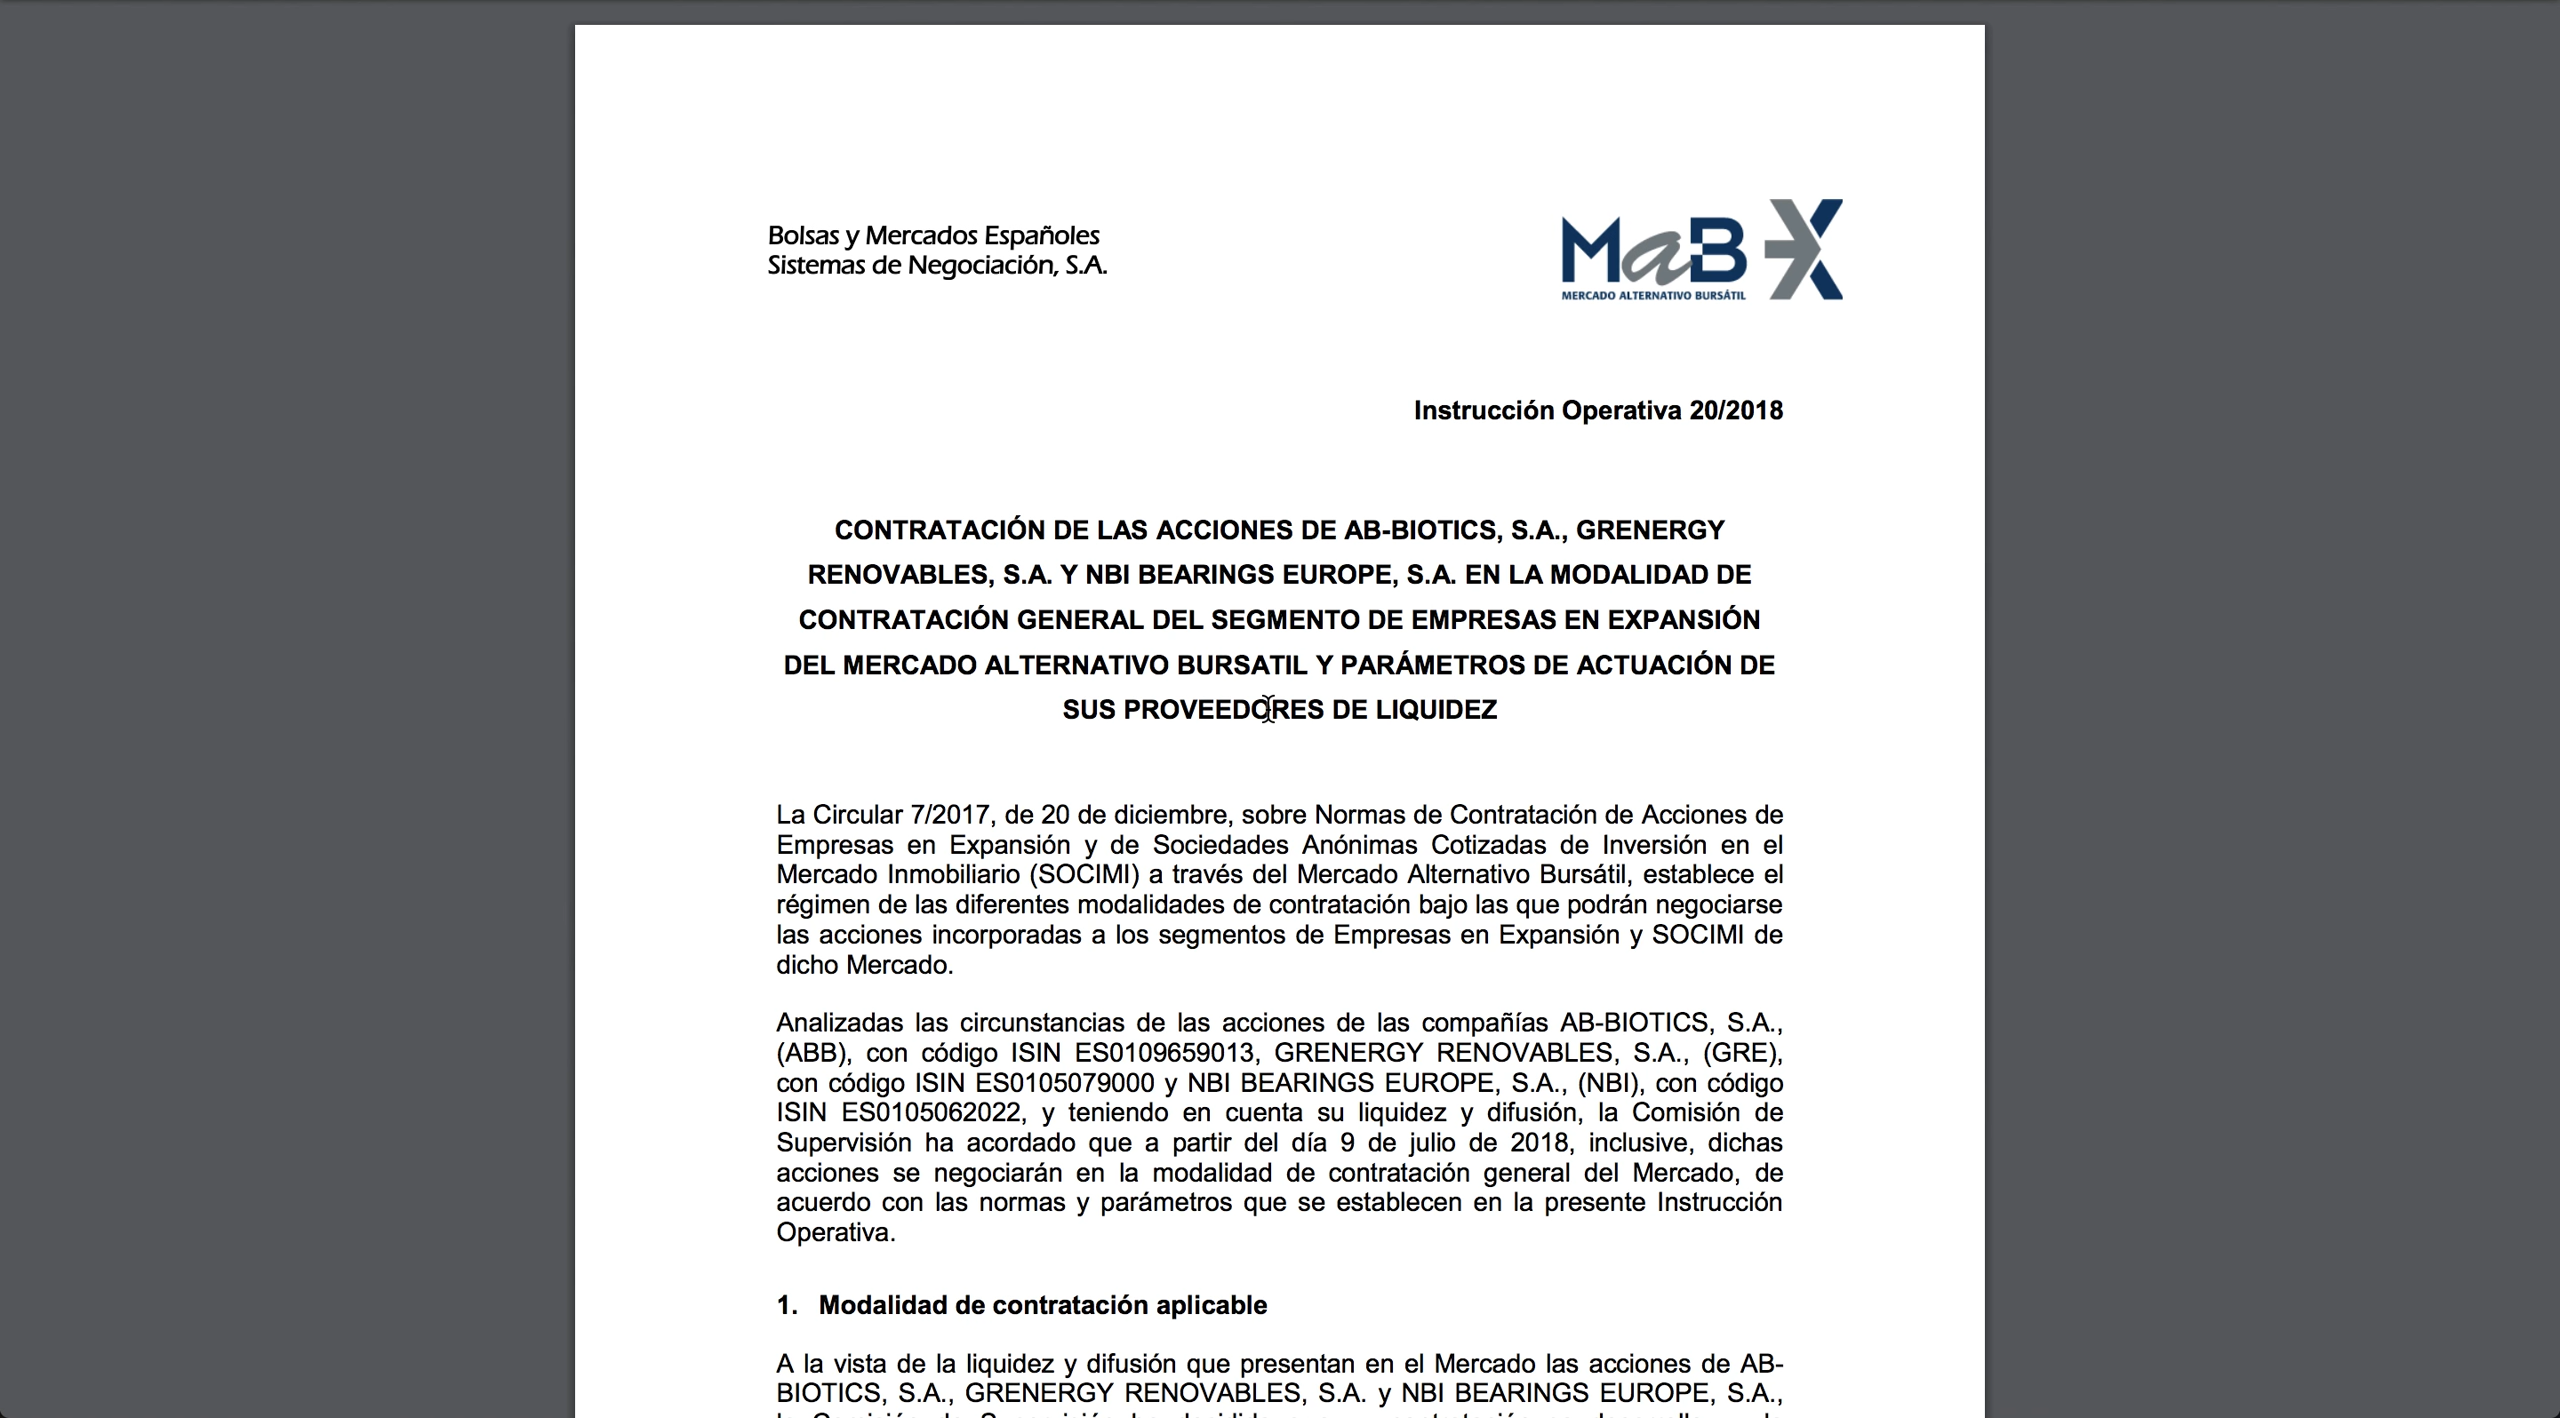 Bolsas y Mercados Españoles
Sistemas de Negociación, S.A.
MaB
MERCADO ALTERNATIVO BURSÁTIL
Instrucción Operativa 20/2018
CONTRATACIÓN DE LAS ACCIONES DE AB-BIOTICS, S.A., GRENERGY
RENOVABLES, S.A. Y NBI BEARINGS EUROPE, S.A. EN LA MODALIDAD DE
CONTRATACIÓN GENERAL DEL SEGMENTO DE EMPRESAS EN EXPANSIÓN
DEL MERCADO ALTERNATIVO BURSATIL Y PARÁMETROS DE ACTUACIÓN DE
SUS PROVEEDORES DE LIQUIDEZ
La Circular 7/2017, de 20 de diciembre, sobre Normas de Contratación de Acciones de
Empresas en Expansión y de Sociedades Anónimas Cotizadas de Inversión en el
Mercado Inmobiliario (SOCIMI) a través del Mercado Alternativo Bursátil, establece el
régimen de las diferentes modalidades de contratación bajo las que podrán negociarse
las acciones incorporadas a los segmentos de Empresas en Expansión y SOCIMI de
dicho Mercado.
Analizadas las circunstancias de las acciones de las compañías AB-BIOTICS, S.A.,
(ABB), con código ISIN ES0109659013, GRENERGY RENOVABLES, S.A., (GRE),
con código ISIN ES0105079000 y NBI BEARINGS EUROPE, S.A., (NBI), con código
ISIN ES0105062022, y teniendo en cuenta su liquidez y difusión, la Comisión de
Supervisión ha acordado que a partir del día 9 de julio de 2018, inclusive, dichas
acciones se negociarán en la modalidad de contratación general del Mercado, de
acuerdo con las normas y parámetros que se establecen en la presente Instrucción
Operativa.
1. Modalidad de contratación aplicable
A la vista de la liquidez y difusión que presentan en el Mercado las acciones de AB-
BIOTICS, S.A., GRENERGY RENOVABLES, S.A. y NBI BEARINGS EUROPE, S.A.,